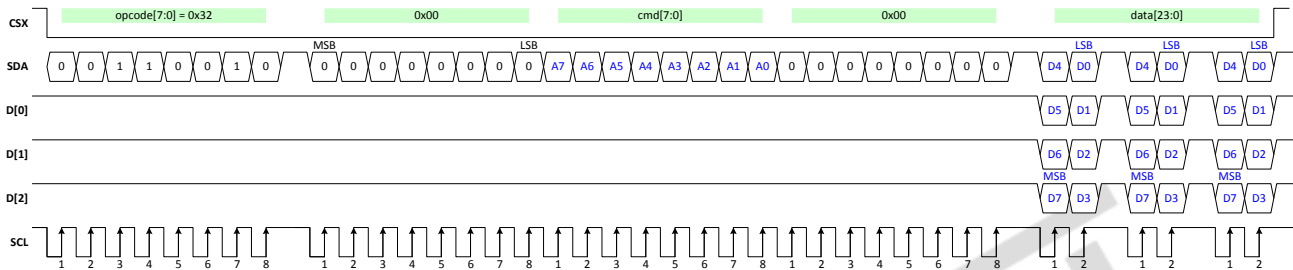 CSX opcode[7:0] = 0x32 0x00 cmd[7:0] 0x00 data[23:0]
MSB LSB LSB LSB LSB
SDA 0 0 1 1 0 0 1 0 0 0 0 0 0 0 0 0 A7 A6 A5 A4 A3 A2 A1 A0 0 0 0 0 0 0 0 0 D4 D0 D4 D0 D4 D0
D[0] D5 D1 D5 D1 D5 D1
D[1] D6 D2 D6 D2 D6 D2
MSB MSB MSB
D[2] D7 D3 D7 D3 D7 D3
SCL
1 2 3 4 5 6 7 8 1 2 3 4 5 6 7 8 1 2 3 4 5 6 7 8 1 2 3 4 5 6 7 8 1 2 1 2 1 2